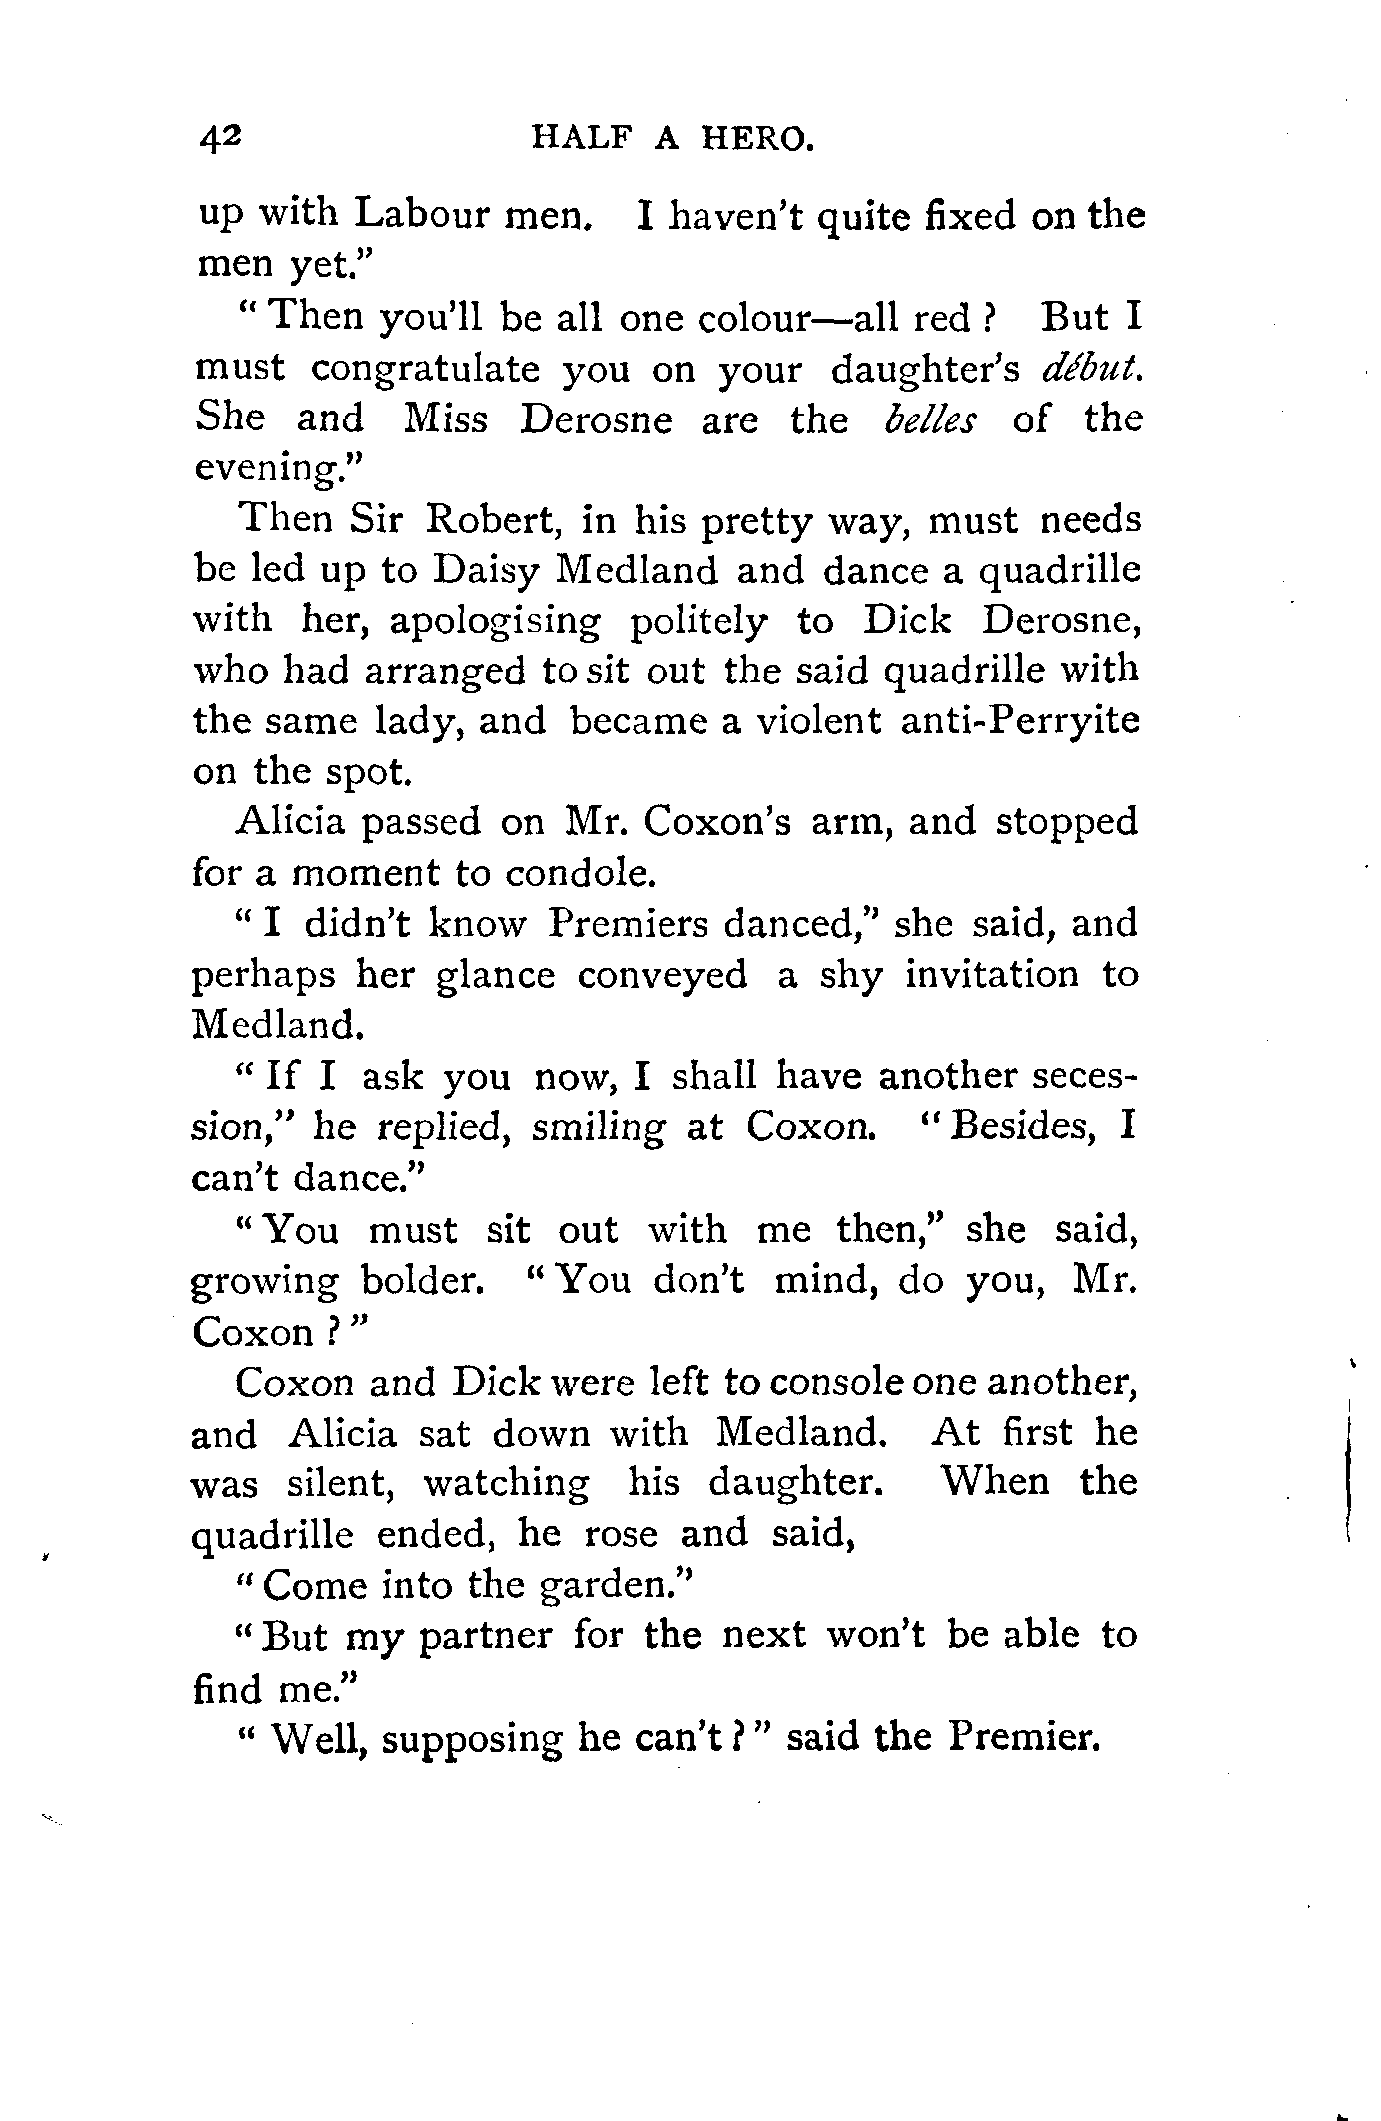 42 HALF A HERO.
up with Labour men. I haven't quite fixed on the
men yet."
"Then you'll be all one colour—all red? But I
must congratulate you on your daughter's début.
She and Miss Derosne are the belles of the
evening."
Then Sir Robert, in his pretty way, must needs
be led up to Daisy Medland and dance a quadrille
with her, apologising politely to Dick Derosne,
who had arranged to sit out the said quadrille with
the same lady, and became a violent anti-Perryite
on the spot.
Alicia passed on Mr. Coxon's arm, and stopped
for a moment to condole.
"I didn't know Premiers danced," she said, and
perhaps her glance conveyed a shy invitation to
Medland.
"If I ask you now, I shall have another seces-
sion," he replied, smiling at Coxon. "Besides, I
can't dance."
"You must sit out with me then," she said,
growing bolder. "You don't mind, do you, Mr.
Coxon?"
Coxon and Dick were left to console one another,
and Alicia sat down with Medland. At first he
was silent, watching his daughter. When the
quadrille ended, he rose and said,
"Come into the garden."
"But my partner for the next won't be able to
find me."
"Well, supposing he can't?" said the Premier.